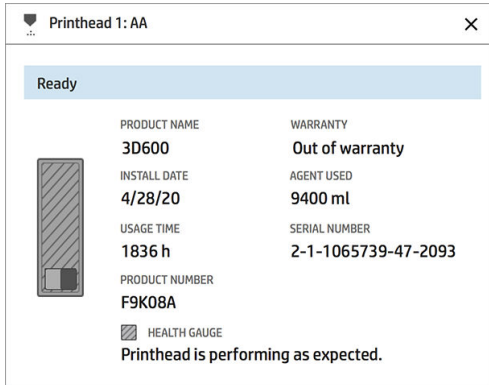 Printhead 1: AA
Ready
PRODUCT NAME
3D600
WARRANTY
Out of warranty
INSTALL DATE
4/28/20
AGENT USED
9400 ml
USAGE TIME
1836 h
SERIAL NUMBER
2-1-1065739-47-2093
PRODUCT NUMBER
F9K08A
HEALTH GAUGE
Printhead is performing as expected.